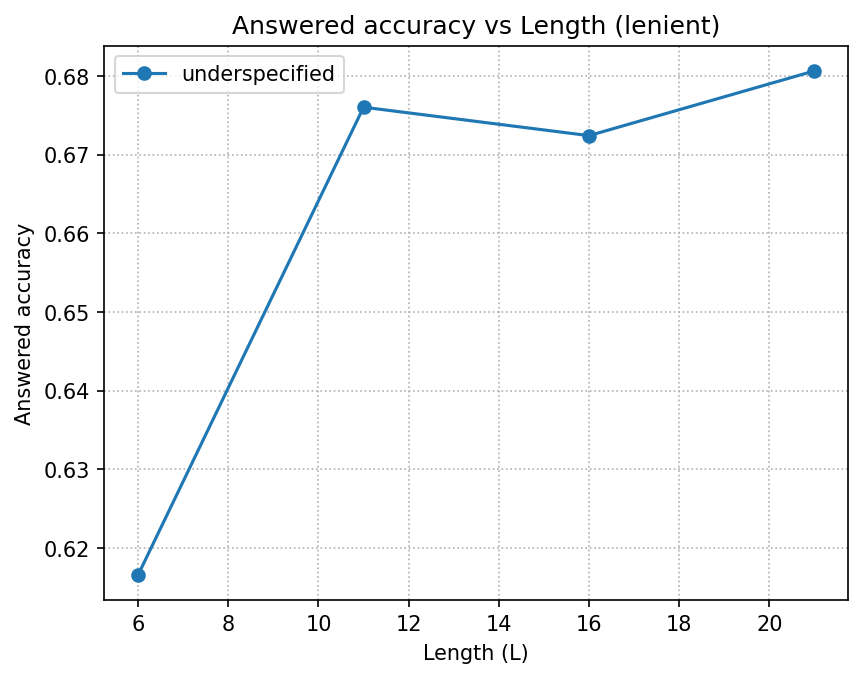 Answered accuracy vs Length (lenient)
underspecified
Answered accuracy
0.68
0.67
0.66
0.65
0.64
0.63
0.62
6 8 10 12 14 16 18 20
Length (L)